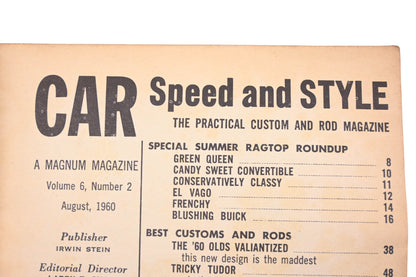 CAR Speed and STYLE
THE PRACTICAL CUSTOM AND ROD MAGAZINE
A MAGNUM MAGAZINE
Volume 6, Number 2
August, 1960
Publisher
IRWIN STEIN
Editorial Director
SPECIAL SUMMER RAGTOP ROUNDUP
GREEN QUEEN 8
CANDY SWEET CONVERTIBLE 10
CONSERVATIVELY CLASSY 11
EL VAGO 12
FRENCHY 14
BLUSHING BUICK 16
BEST CUSTOMS AND RODS
THE '60 OLDS VALIANTIZED 38
this new design is the maddest
TRICKY TUDOR 48